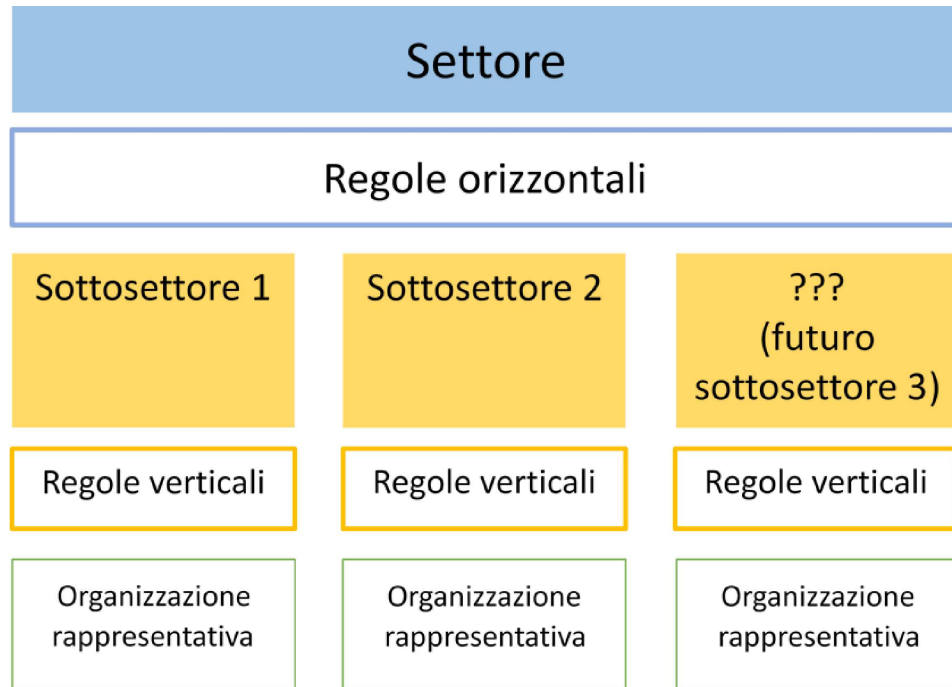 Settore
Regole orizzontali
Sottosettore 1
Sottosettore 2
???
(futuro
sottosettore 3)
Regole verticali
Regole verticali
Regole verticali
Organizzazione
rappresentativa
Organizzazione
rappresentativa
Organizzazione
rappresentativa